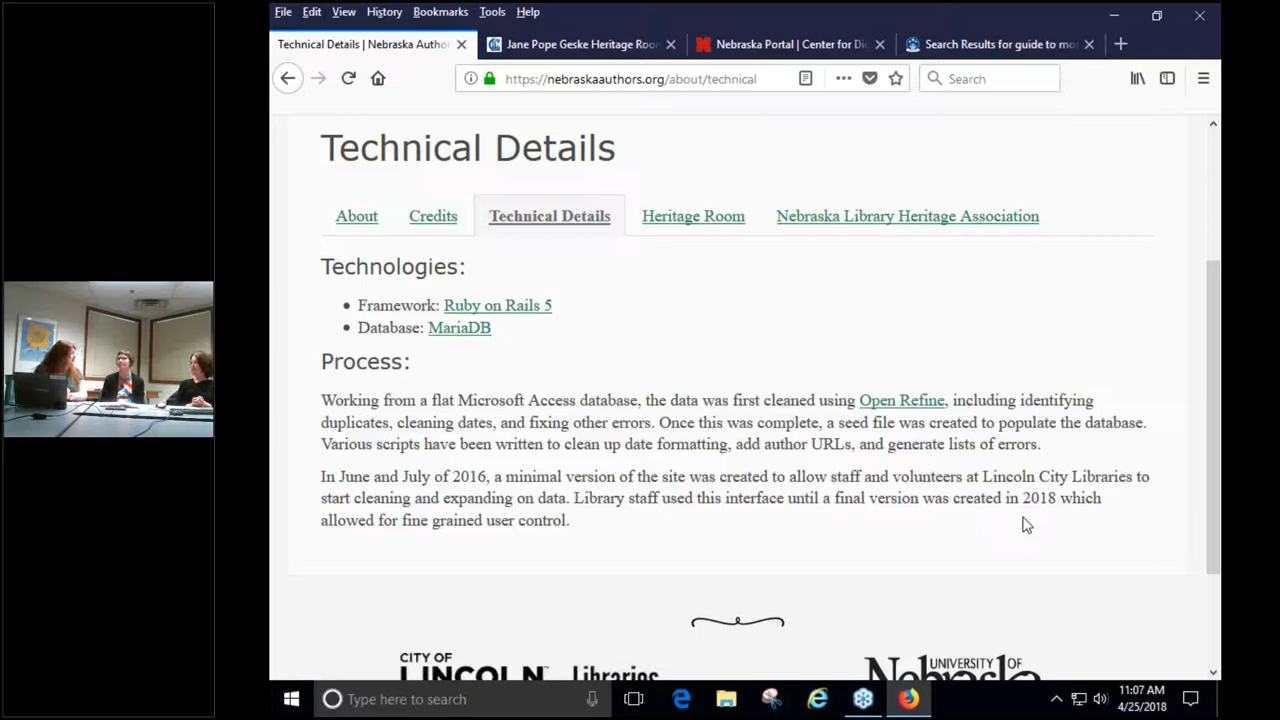 File Edit View History Bookmarks Tools Help
Technical Details | Nebraska Autho
Jane Pope Geske Heritage Roo
Nebraska Portal | Center for Di
Search Results for guide to mo
https://nebraskaauthors.org/about/technical
Search
Technical Details
About Credits Technical Details Heritage Room Nebraska Library Heritage Association
Technologies:
• Framework: Ruby on Rails 5
• Database: MariaDB
Process:
Working from a flat Microsoft Access database, the data was first cleaned using Open Refine, including identifying
duplicates, cleaning dates, and fixing other errors. Once this was complete, a seed file was created to populate the database.
Various scripts have been written to clean up date formatting, add author URLs, and generate lists of errors.
In June and July of 2016, a minimal version of the site was created to allow staff and volunteers at Lincoln City Libraries to
start cleaning and expanding on data. Library staff used this interface until a final version was created in 2018 which
allowed for fine grained user control.
CITY OF
LINCOLN Libraries
UNIVERSITY OF
Nebraska
Type here to search
11:07 AM
4/25/2018